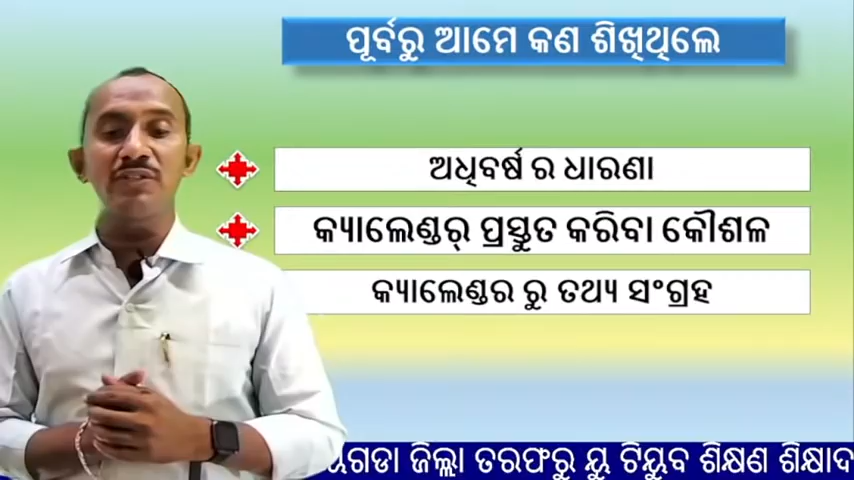 ପୂର୍ବରୁ ଆମେ କଣ ଶିଖିଥିଲେ
ଅଧିବର୍ଷ ର ଧାରଣା
କ୍ୟାଲେଣ୍ଡର୍ ପ୍ରସ୍ତୁତ କରିବା କୌଶଳ
କ୍ୟାଲେଣ୍ଡର ରୁ ତଥ୍ୟ ସଂଗ୍ରହ
ଜିଲ୍ଲା ତରଫରୁ ୟୁ ଟିୟୁବ ଶିକ୍ଷଣ